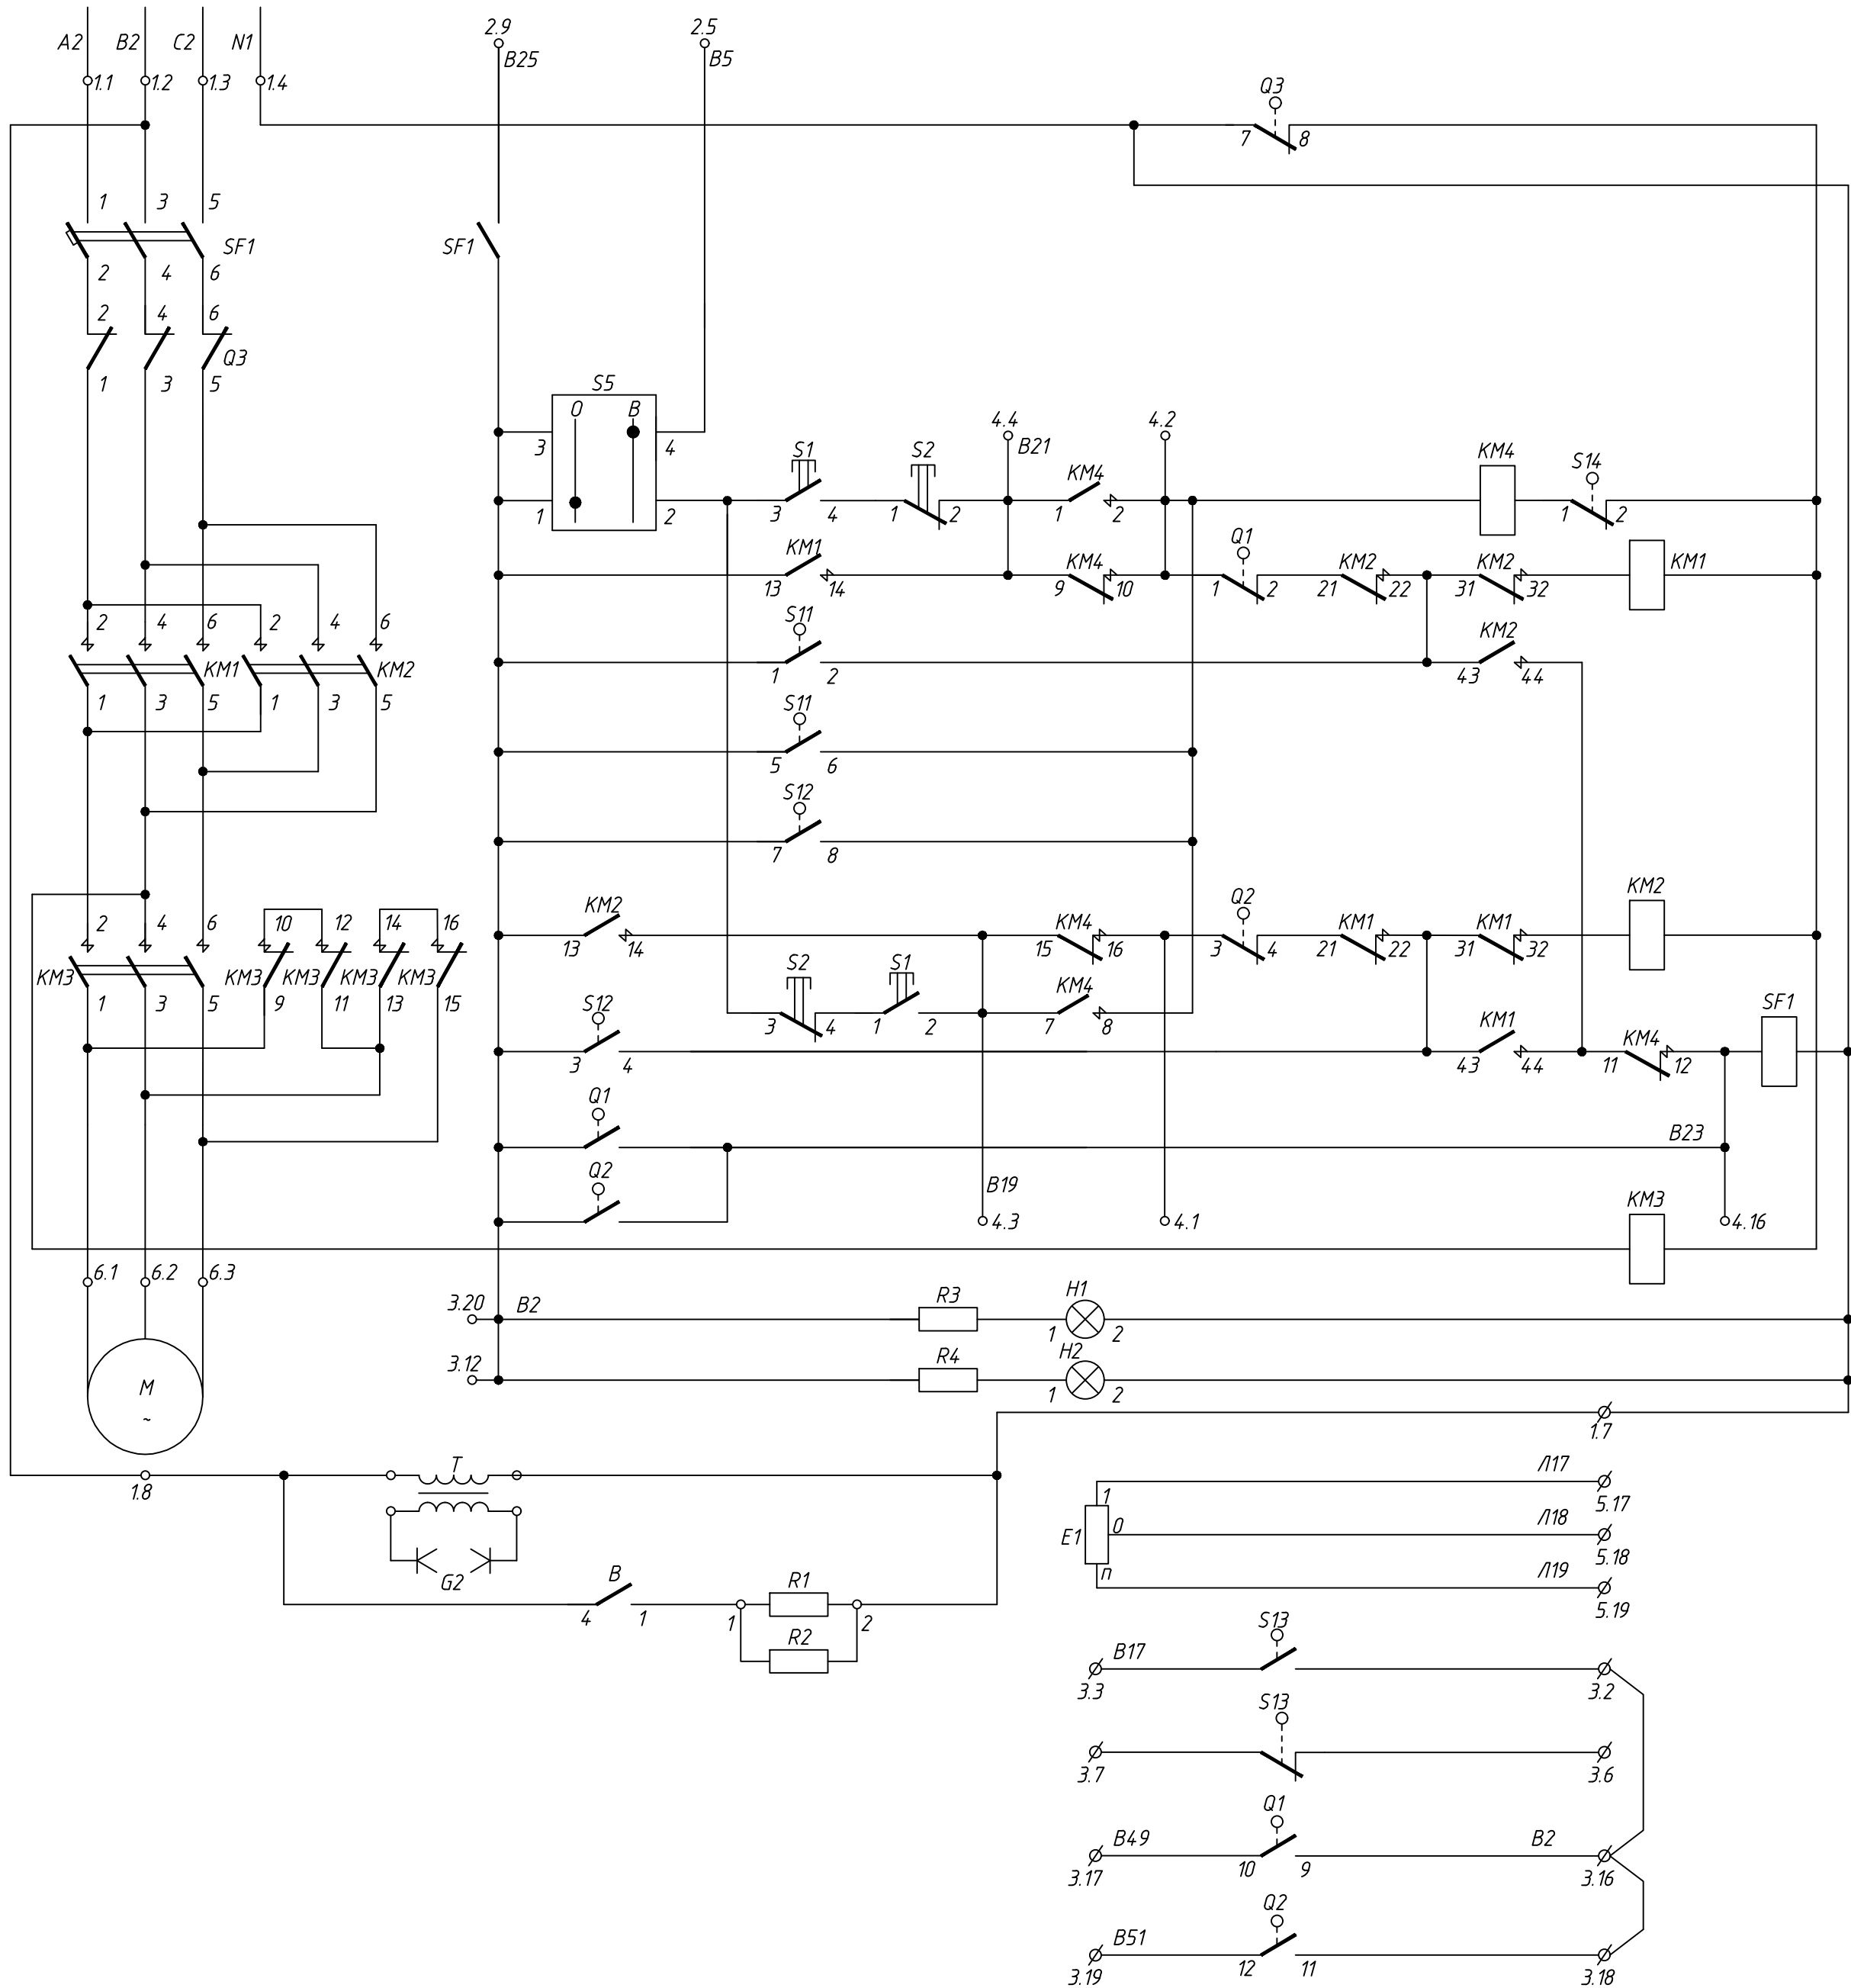 A2 B2 C2 N1 2.9 2.5
B25 B5
1.1 1.2 1.3 1.4
Q3
7 8
1 3 5
SF1 SF1
2 4 6
2 4 6
Q3
1 3 5
S5
O B
3 4
1 2
4.4 4.2
B21
S1 S2 KM4 KM4 S14
3 4 1 2 1 2 1 2
KM1 KM4 Q1 KM2 KM2 KM1
13 14 9 10 1 2 21 22 31 32
S11 KM2
1 2 43 44
2 4 6 2 4 6
KM1 KM2
1 3 5 1 3 5
S11
5 6
S12
7 8
KM2 KM4 Q2 KM1 KM1 KM2
13 14 15 16 3 4 21 22 31 32
2 4 6 10 12 14 16
KM3 KM3 KM3 KM3 KM3
1 3 5 9 11 13 15
S2 S1 KM4
3 4 1 2 7 8
S12 KM1 KM4 SF1
3 4 43 44 11 12
Q1
B23
Q2
B19
4.3 4.1 4.16
KM3
6.1 6.2 6.3
3.20 B2 R3 H1
1 2
3.12 R4 H2
1 2
M
~
1.7
1.8
T
G2
B
4 1
R1
1 2
R2
E1
1 Л17 5.17
0 Л18 5.18
п Л19 5.19
S13
B17
3.3 3.2
S13
3.7 3.6
Q1
B49 B2
3.17 10 9 3.16
Q2
B51
3.19 12 11 3.18